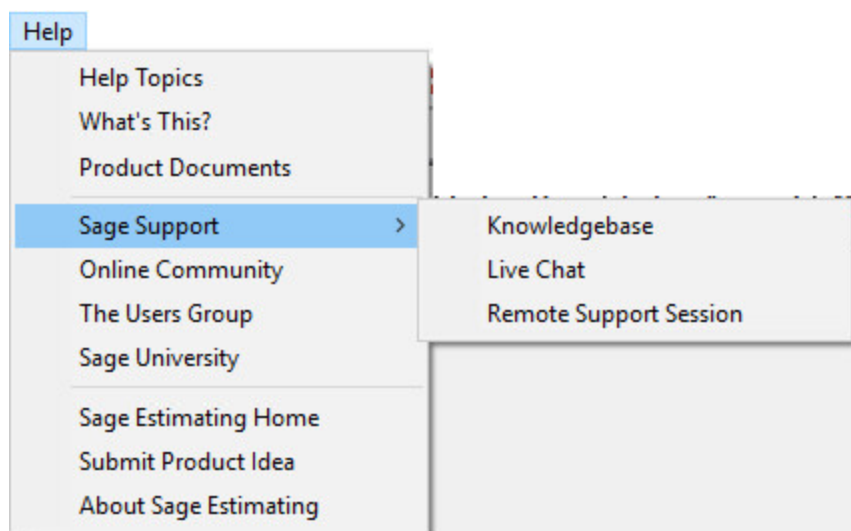 Help
Help Topics
What's This?
Product Documents
Sage Support
Knowledgebase
Live Chat
Remote Support Session
Online Community
The Users Group
Sage University
Sage Estimating Home
Submit Product Idea
About Sage Estimating